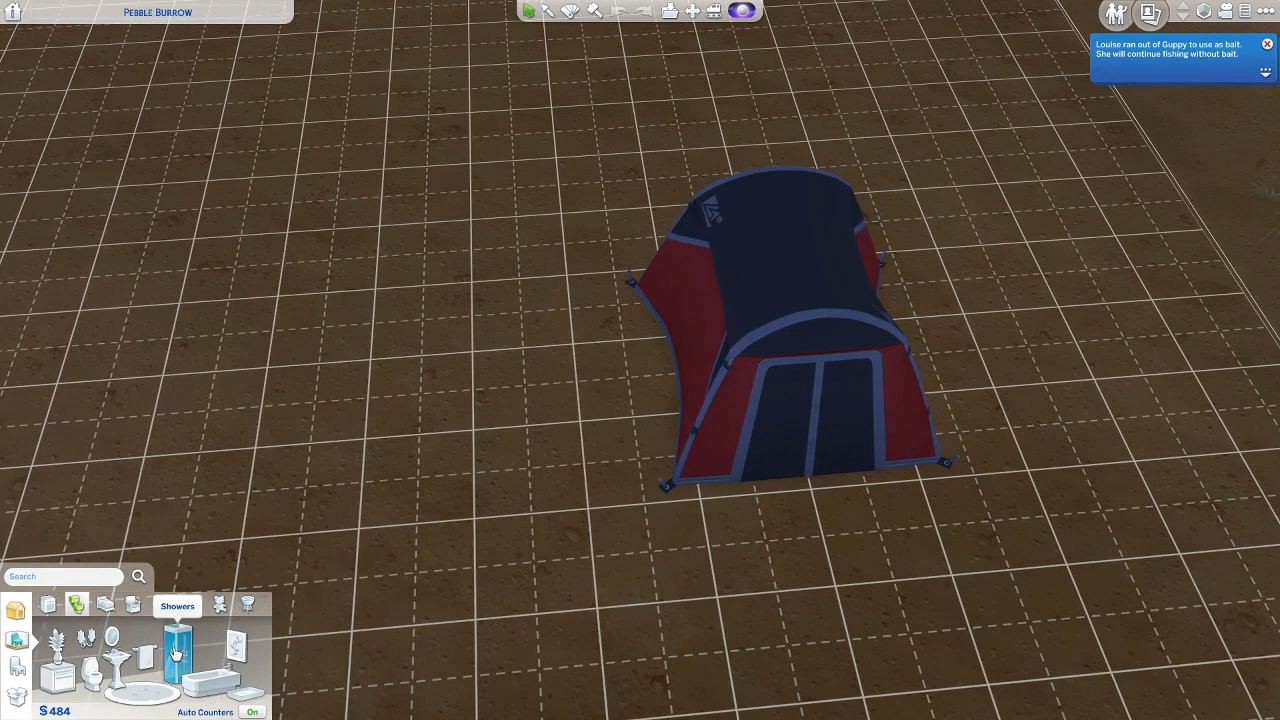 PEBBLE BURROW
Louise ran out of Guppy to use as bait.
She will continue fishing without bait.
Search
Showers
$484
Auto Counters On